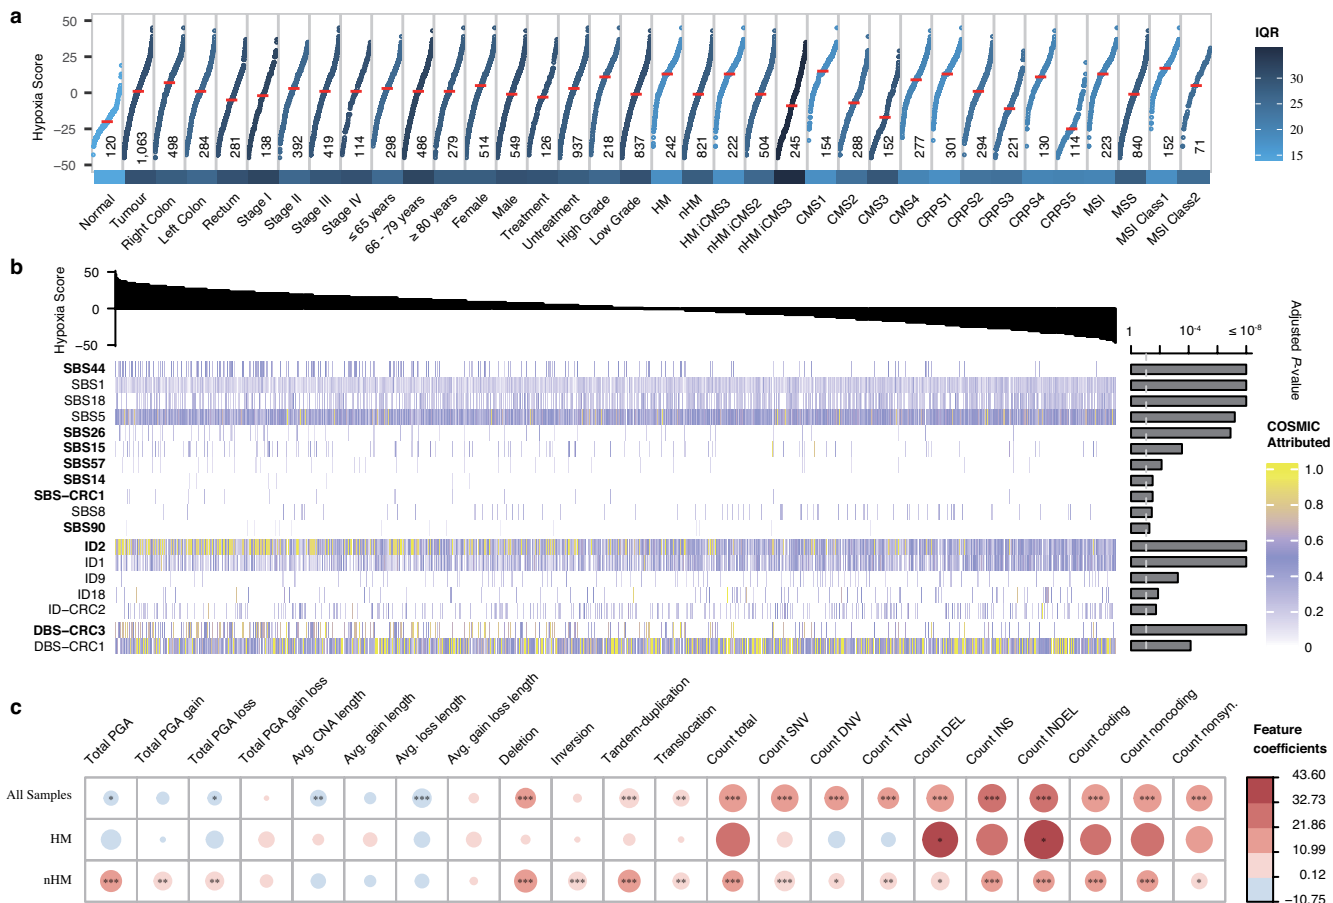 a
Hypoxia Score
50
25
0
−25
−50
120
1,063
498
284
281
138
392
419
114
298
486
279
514
549
126
937
218
837
242
821
222
504
245
154
288
152
277
301
294
221
130
114
223
840
152
71
Normal
Tumour
Right Colon
Left Colon
Rectum
Stage I
Stage II
Stage III
Stage IV
≤ 65 years
66 - 79 years
≥ 80 years
Female
Male
Treatment
Untreatment
High Grade
Low Grade
HM
nHM
HM iCMS3
nHM iCMS2
nHM iCMS3
CMS1
CMS2
CMS3
CMS4
CRPS1
CRPS2
CRPS3
CRPS4
CRPS5
MSI
MSS
MSI Class1
MSI Class2
IQR
30
25
20
15
b
Hypoxia Score
50
0
−50
SBS44
SBS1
SBS18
SBS5
SBS26
SBS15
SBS57
SBS14
SBS−CRC1
SBS8
SBS90
ID2
ID1
ID9
ID18
ID−CRC2
DBS−CRC3
DBS−CRC1
1
10-4
≤ 10-8
Adjusted P-value
COSMIC
Attributed
1.0
0.8
0.6
0.4
0.2
0
c
Total PGA
Total PGA gain
Total PGA loss
Total PGA gain loss
Avg. CNA length
Avg. gain length
Avg. loss length
Avg. gain loss length
Deletion
Inversion
Tandem-duplication
Translocation
Count total
Count SNV
Count DNV
Count TNV
Count DEL
Count INS
Count INDEL
Count coding
Count noncoding
Count nonsyn.
All Samples * * ** *** *** *** ** *** *** *** *** *** *** *** *** *** ***
HM * *
nHM *** ** ** *** *** *** ** *** *** * ** * *** *** *** *** *
Feature
coefficients
43.60
32.73
21.86
10.99
0.12
−10.75